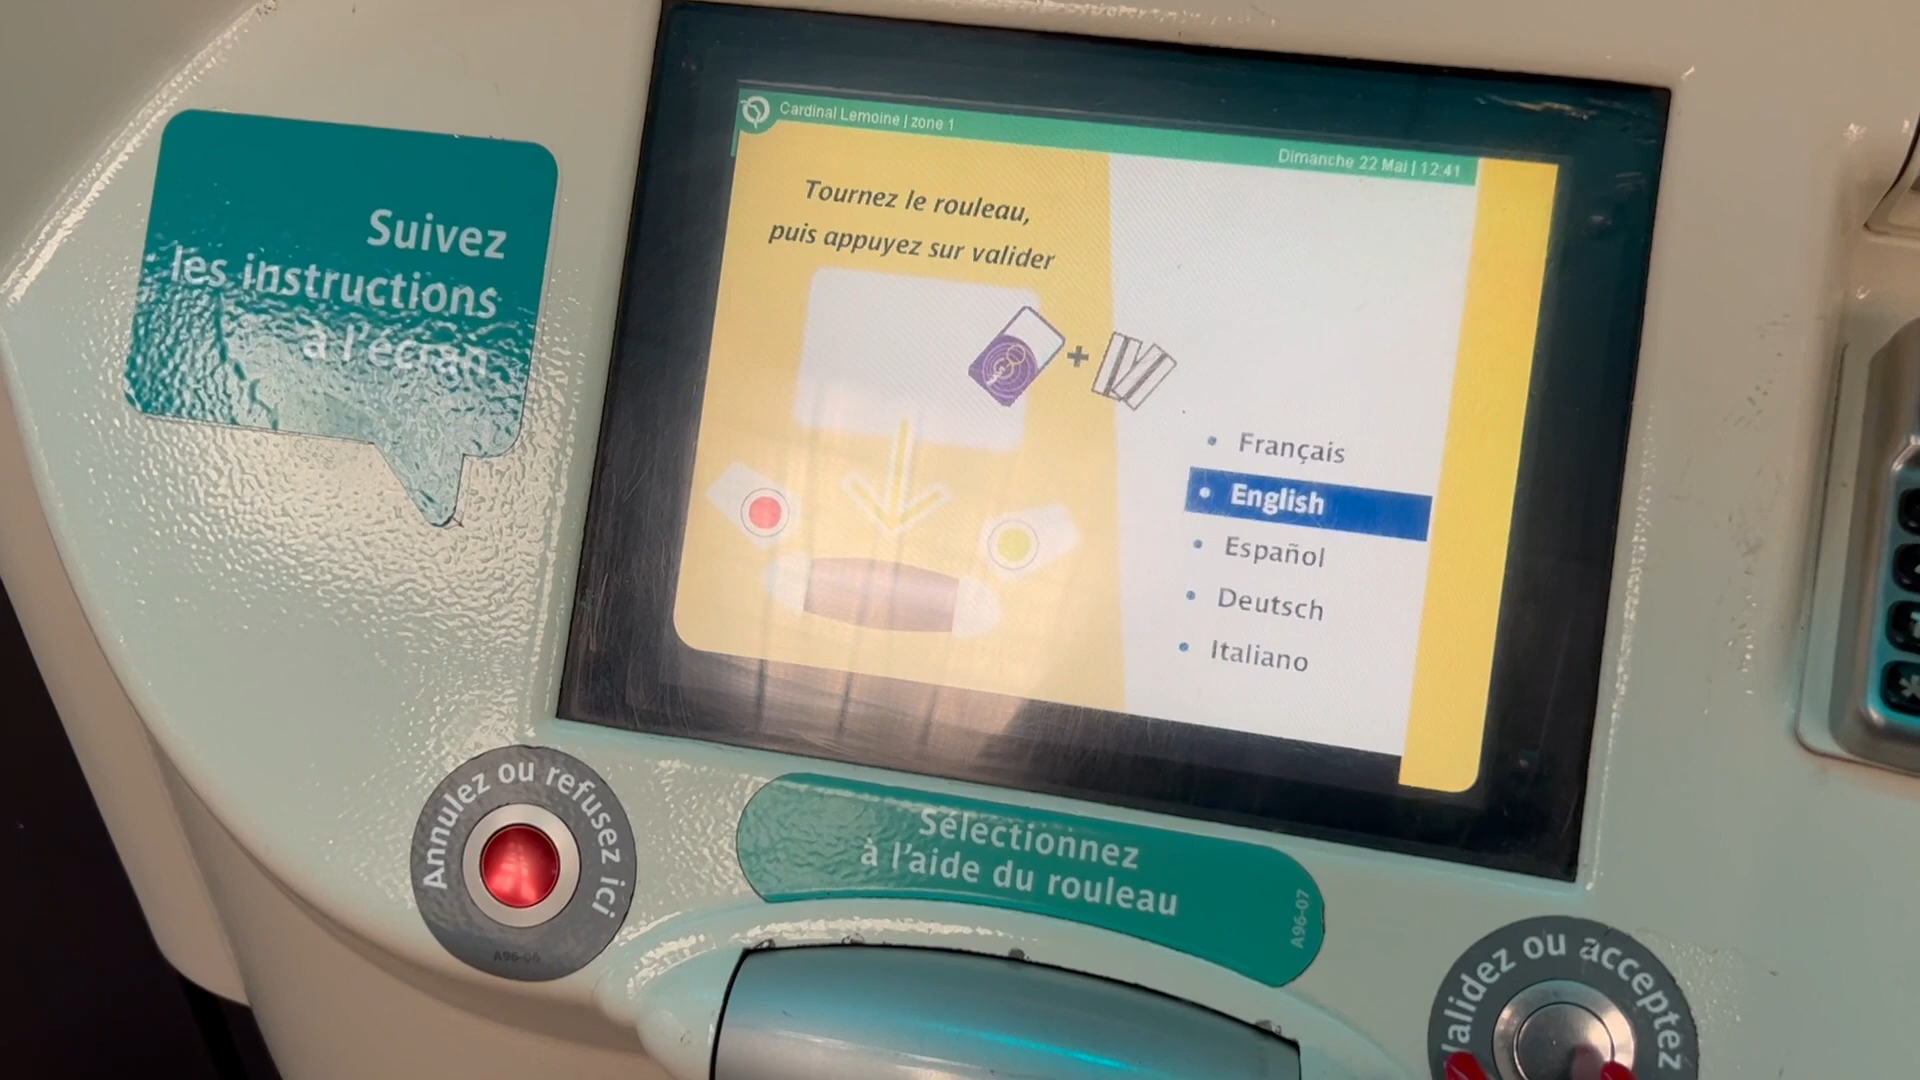 Cardinal Lemoine | zone 1
Dimanche 22 Mai | 12:41
Suivez
les instructions
à l'écran
Tournez le rouleau,
puis appuyez sur valider
+
• Français
• English
• Español
• Deutsch
• Italiano
Annulez ou refusez ici
A96-06
Sélectionnez
à l'aide du rouleau
A96-07
ou acceptez